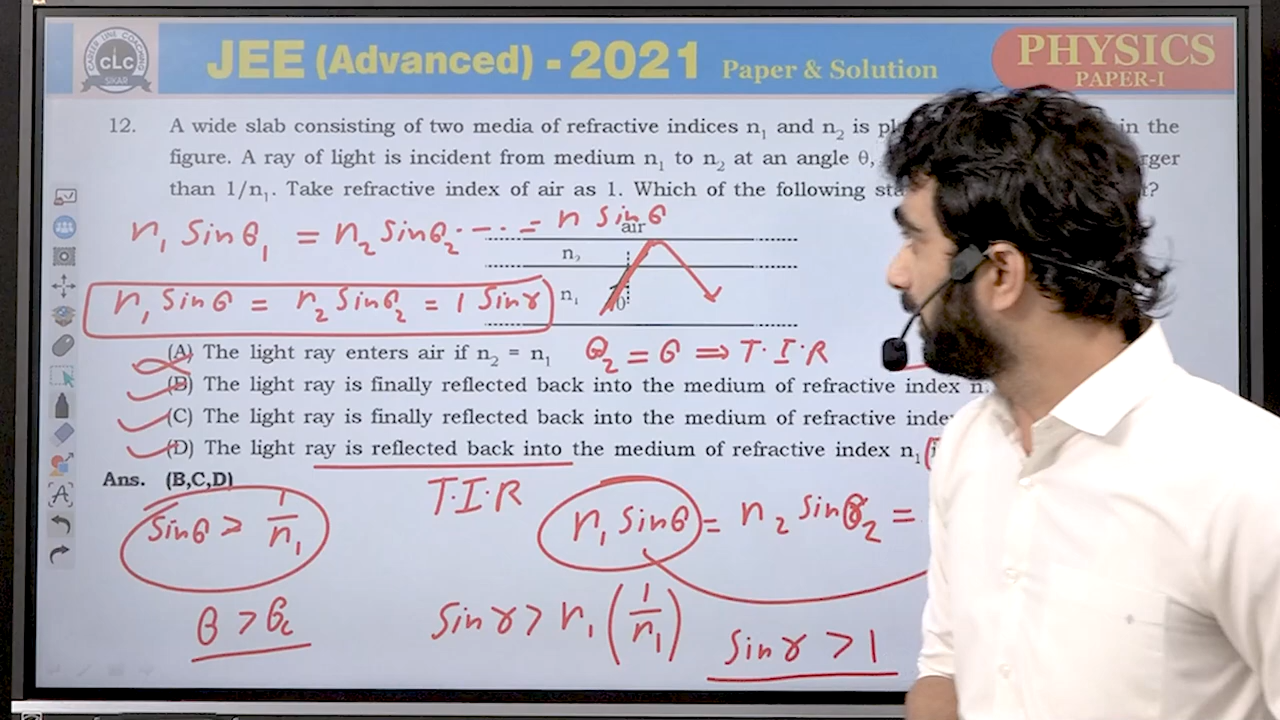 CAREER LINE COACHING
CLC
SIKAR
JEE (Advanced) - 2021 Paper & Solution
PHYSICS
PAPER-I
12. A wide slab consisting of two media of refractive indices n₁ and n₂ is in the
figure. A ray of light is incident from medium n₁ to n₂ at an angle θ,
than 1/n₁. Take refractive index of air as 1. Which of the following
n₁ sinθ₁ = n₂ sinθ₂ ---- = n sinθ
air
n₂
n₁ sinθ = n₂ sinθ₂ = 1 sinr
n₁
θ
(A) The light ray enters air if n₂ = n₁
θ₂ = θ ⇒ T.I.R
(B) The light ray is finally reflected back into the medium of refractive index
(C) The light ray is finally reflected back into the medium of refractive
(D) The light ray is reflected back into the medium of refractive index n₁
Ans. (B,C,D)
sinθ > 1/n₁
T.I.R
n₁ sinθ = n₂ sinθ₂ =
θ > θc
sinr > n₁ (1/n₁)
sinr > 1